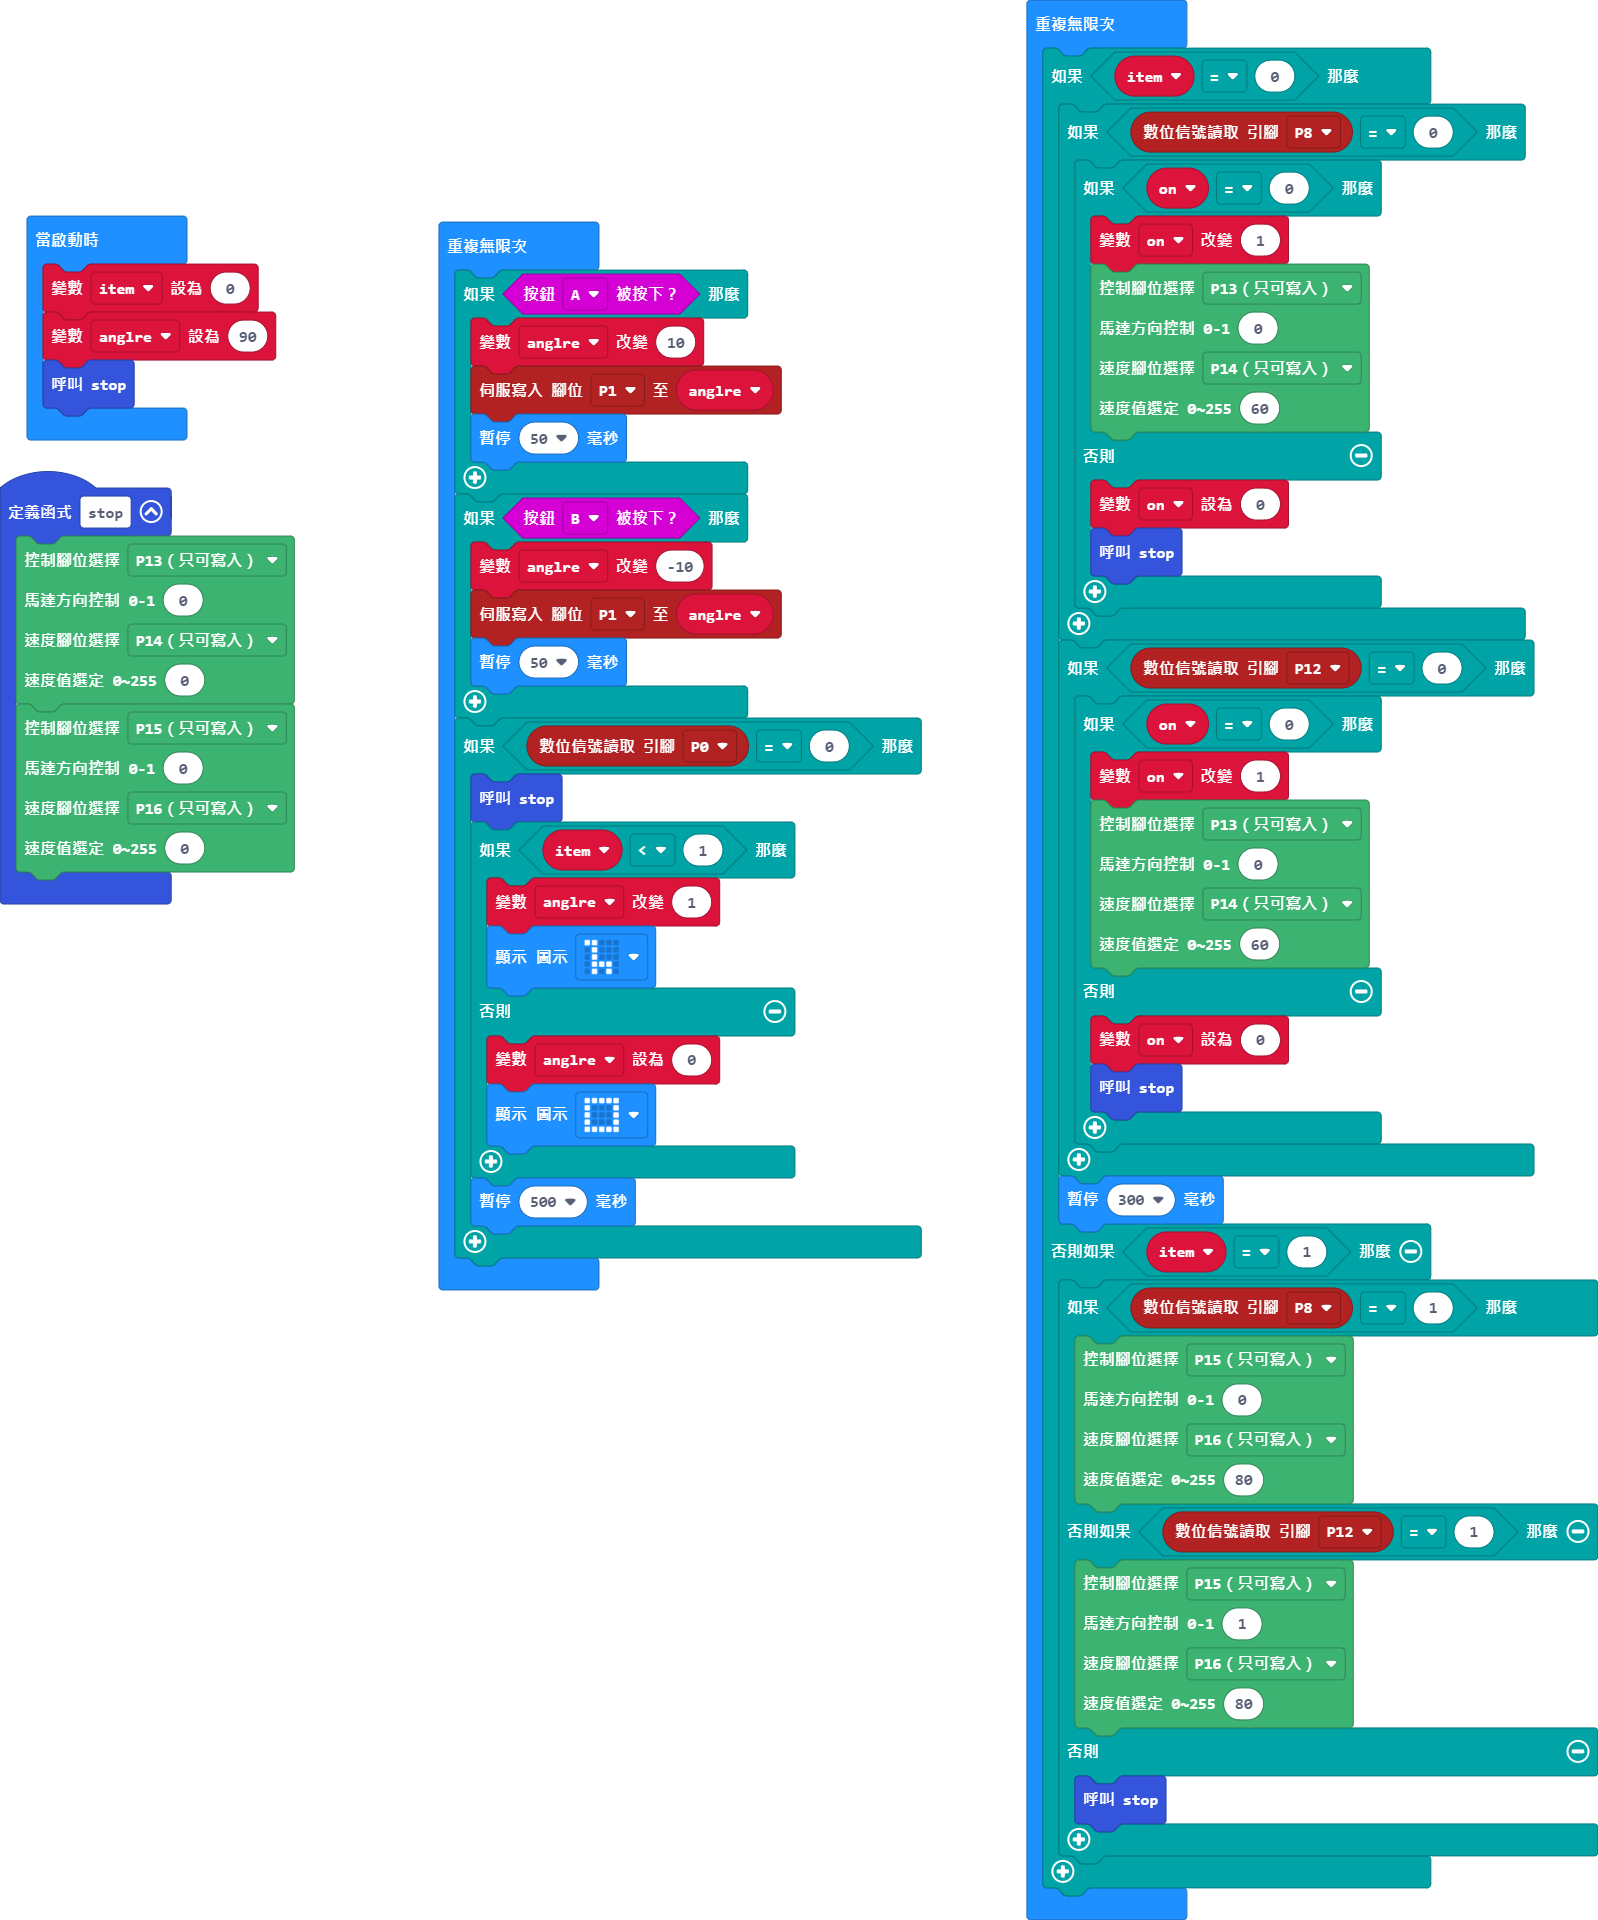 當啟動時
變數 item 設為 0
變數 anglre 設為 90
呼叫 stop
定義函式 stop
控制腳位選擇 P13 ( 只可寫入 )
馬達方向控制 0-1 0
速度腳位選擇 P14 ( 只可寫入 )
速度值選定 0~255 0
控制腳位選擇 P15 ( 只可寫入 )
馬達方向控制 0-1 0
速度腳位選擇 P16 ( 只可寫入 )
速度值選定 0~255 0
重複無限次
如果 按鈕 A 被按下？ 那麼
變數 anglre 改變 10
伺服寫入 腳位 P1 至 anglre
暫停 50 毫秒
如果 按鈕 B 被按下？ 那麼
變數 anglre 改變 -10
伺服寫入 腳位 P1 至 anglre
暫停 50 毫秒
如果 數位信號讀取 引腳 P0 = 0 那麼
呼叫 stop
如果 item < 1 那麼
變數 anglre 改變 1
顯示 圖示
否則
變數 anglre 設為 0
顯示 圖示
暫停 500 毫秒
重複無限次
如果 item = 0 那麼
如果 數位信號讀取 引腳 P8 = 0 那麼
如果 on = 0 那麼
變數 on 改變 1
控制腳位選擇 P13 ( 只可寫入 )
馬達方向控制 0-1 0
速度腳位選擇 P14 ( 只可寫入 )
速度值選定 0~255 60
否則
變數 on 設為 0
呼叫 stop
如果 數位信號讀取 引腳 P12 = 0 那麼
如果 on = 0 那麼
變數 on 改變 1
控制腳位選擇 P13 ( 只可寫入 )
馬達方向控制 0-1 0
速度腳位選擇 P14 ( 只可寫入 )
速度值選定 0~255 60
否則
變數 on 設為 0
呼叫 stop
暫停 300 毫秒
否則如果 item = 1 那麼
如果 數位信號讀取 引腳 P8 = 1 那麼
控制腳位選擇 P15 ( 只可寫入 )
馬達方向控制 0-1 0
速度腳位選擇 P16 ( 只可寫入 )
速度值選定 0~255 80
否則如果 數位信號讀取 引腳 P12 = 1 那麼
控制腳位選擇 P15 ( 只可寫入 )
馬達方向控制 0-1 1
速度腳位選擇 P16 ( 只可寫入 )
速度值選定 0~255 80
否則
呼叫 stop